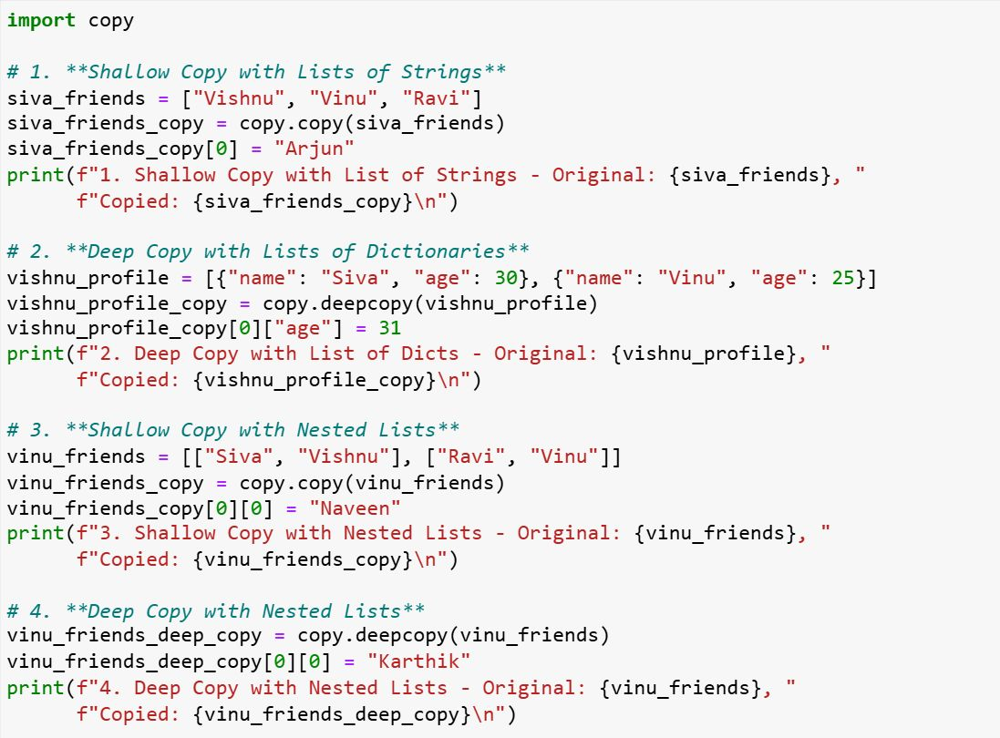 import copy
# 1. **Shallow Copy with Lists of Strings**
siva_friends = ["Vishnu", "Vinu", "Ravi"]
siva_friends_copy = copy.copy(siva_friends)
siva_friends_copy[0] = "Arjun"
print(f"1. Shallow Copy with List of Strings - Original: {siva_friends}, "
      f"Copied: {siva_friends_copy}\n")
# 2. **Deep Copy with Lists of Dictionaries**
vishnu_profile = [{"name": "Siva", "age": 30}, {"name": "Vinu", "age": 25}]
vishnu_profile_copy = copy.deepcopy(vishnu_profile)
vishnu_profile_copy[0]["age"] = 31
print(f"2. Deep Copy with List of Dicts - Original: {vishnu_profile}, "
      f"Copied: {vishnu_profile_copy}\n")
# 3. **Shallow Copy with Nested Lists**
vinu_friends = [["Siva", "Vishnu"], ["Ravi", "Vinu"]]
vinu_friends_copy = copy.copy(vinu_friends)
vinu_friends_copy[0][0] = "Naveen"
print(f"3. Shallow Copy with Nested Lists - Original: {vinu_friends}, "
      f"Copied: {vinu_friends_copy}\n")
# 4. **Deep Copy with Nested Lists**
vinu_friends_deep_copy = copy.deepcopy(vinu_friends)
vinu_friends_deep_copy[0][0] = "Karthik"
print(f"4. Deep Copy with Nested Lists - Original: {vinu_friends}, "
      f"Copied: {vinu_friends_deep_copy}\n")